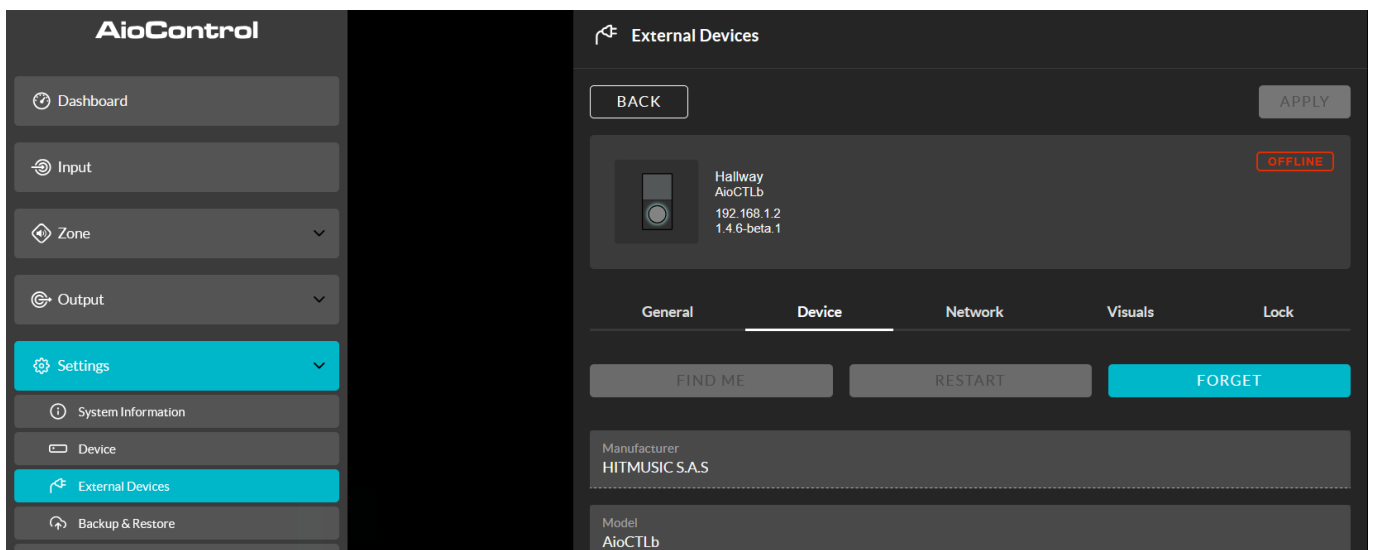 AioControl
Dashboard
Input
Zone
Output
Settings
System Information
Device
External Devices
Backup & Restore
External Devices
BACK
APPLY
Hallway
AioCTLb
192.168.1.2
1.4.6-beta.1
OFFLINE
General Device Network Visuals Lock
FIND ME RESTART FORGET
Manufacturer
HITMUSIC S.A.S
Model
AioCTLb